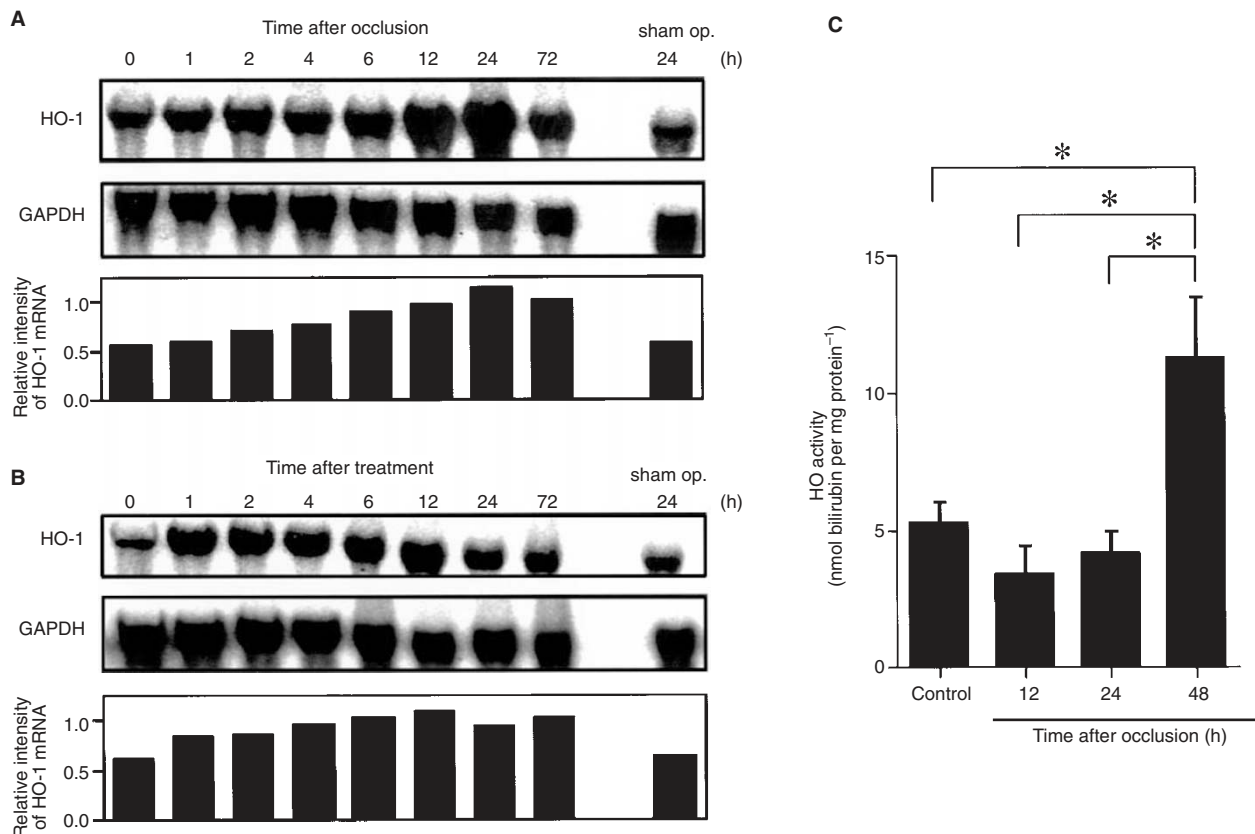 A
Time after occlusion
sham op.
0 1 2 4 6 12 24 72 24 (h)
HO-1
GAPDH
Relative intensity
of HO-1 mRNA
1.0
0.5
0.0
B
Time after treatment
sham op.
0 1 2 4 6 12 24 72 24 (h)
HO-1
GAPDH
Relative intensity
of HO-1 mRNA
1.0
0.5
0.0
C
*
*
*
HO activity
(nmol bilirubin per mg protein⁻¹)
15
10
5
0
Control 12 24 48
Time after occlusion (h)